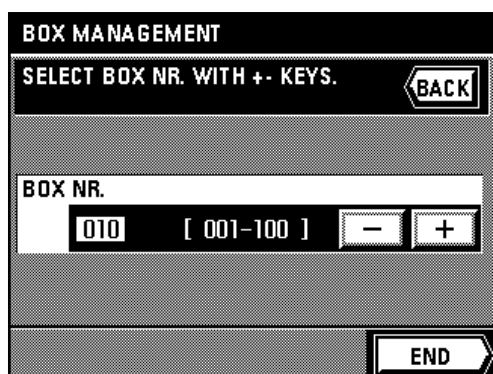 BOX MANAGEMENT
SELECT BOX NR. WITH +- KEYS.
BACK
BOX NR.
010 [ 001-100 ] - +
END